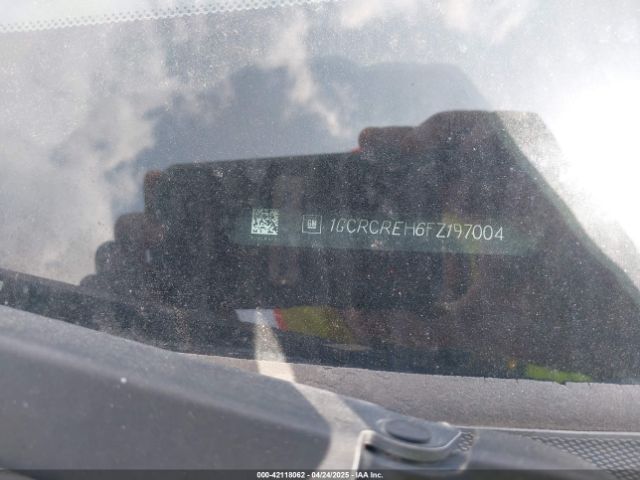 GM 1GCRCREH6FZ197004
000-42118062 - 04/24/2025 - IAA Inc.